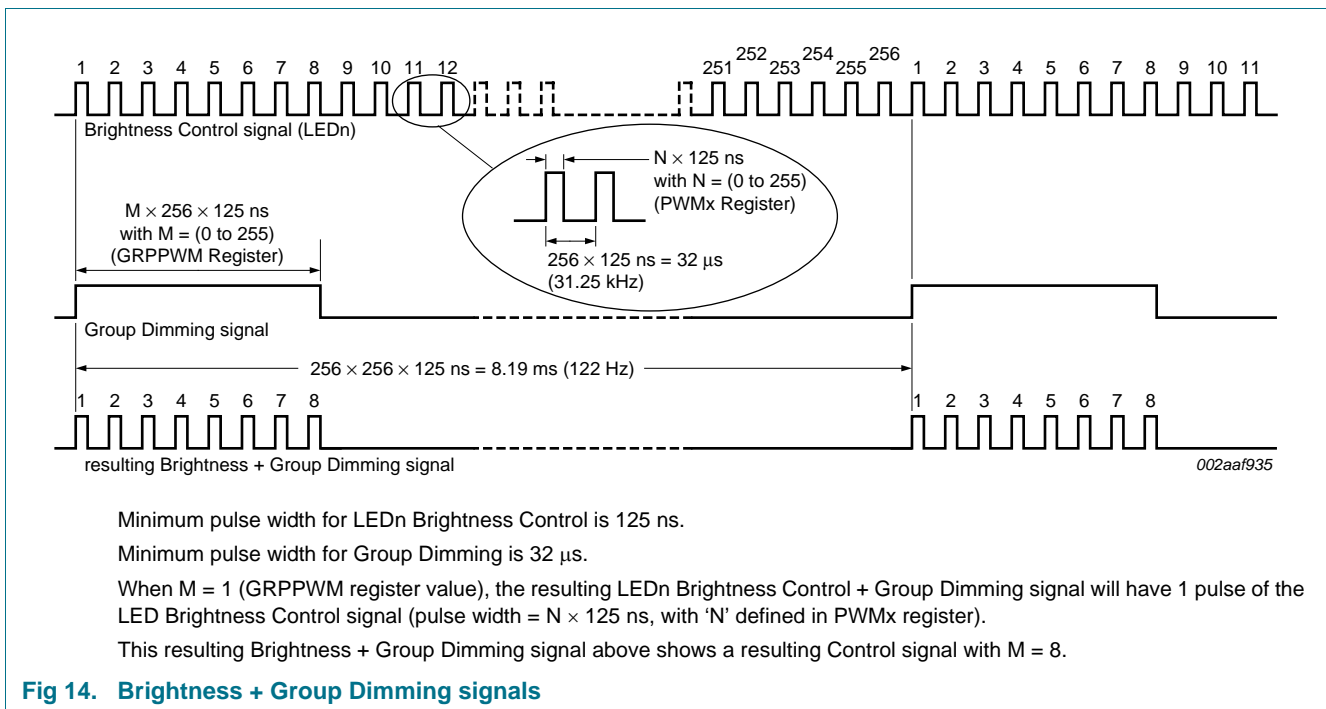 1 2 3 4 5 6 7 8 9 10 11 12 251 252 253 254 255 256 1 2 3 4 5 6 7 8 9 10 11
Brightness Control signal (LEDn)
N × 125 ns
with N = (0 to 255)
(PWMx Register)
256 × 125 ns = 32 μs
(31.25 kHz)
M × 256 × 125 ns
with M = (0 to 255)
(GRPPWM Register)
Group Dimming signal
256 × 256 × 125 ns = 8.19 ms (122 Hz)
1 2 3 4 5 6 7 8 1 2 3 4 5 6 7 8
resulting Brightness + Group Dimming signal
002aaf935
Minimum pulse width for LEDn Brightness Control is 125 ns.
Minimum pulse width for Group Dimming is 32 μs.
When M = 1 (GRPPWM register value), the resulting LEDn Brightness Control + Group Dimming signal will have 1 pulse of the
LED Brightness Control signal (pulse width = N × 125 ns, with ‘N’ defined in PWMx register).
This resulting Brightness + Group Dimming signal above shows a resulting Control signal with M = 8.
Fig 14. Brightness + Group Dimming signals